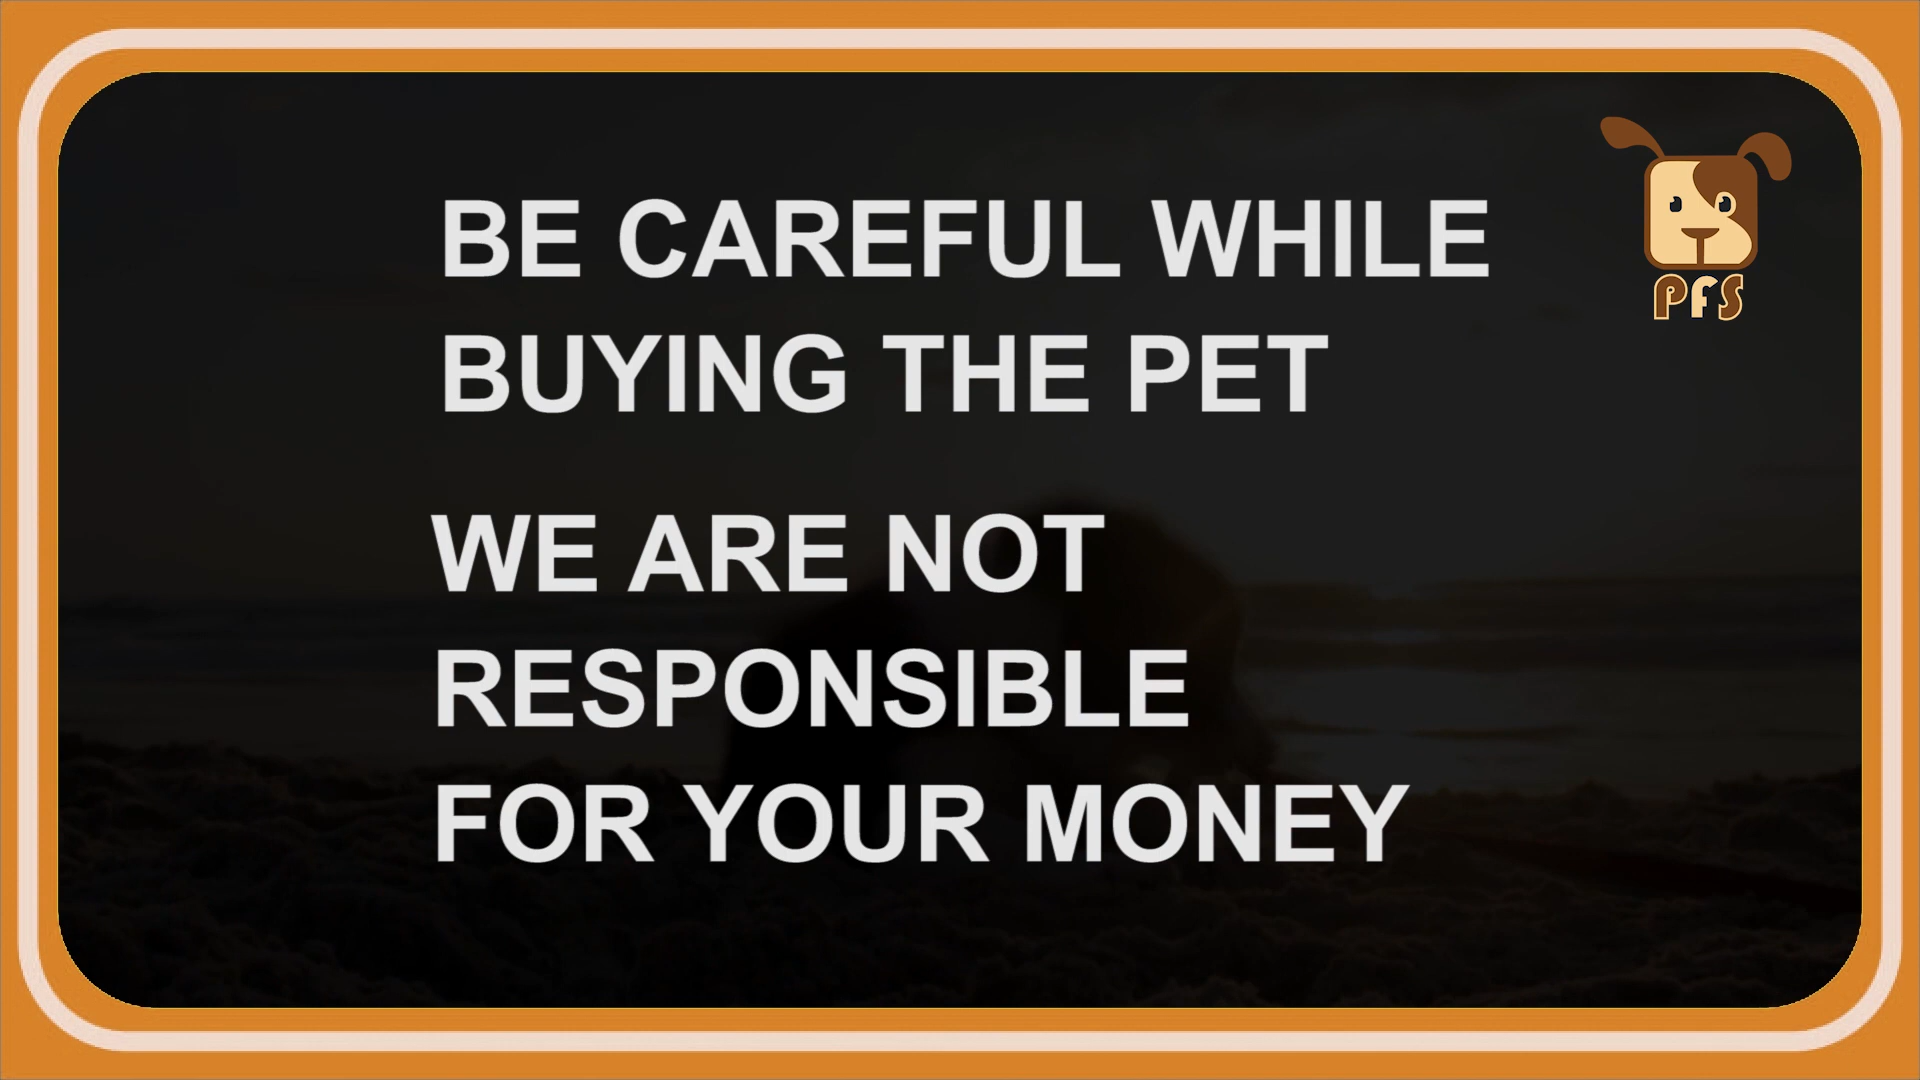 BE CAREFUL WHILE
BUYING THE PET
WE ARE NOT
RESPONSIBLE
FOR YOUR MONEY
PFS